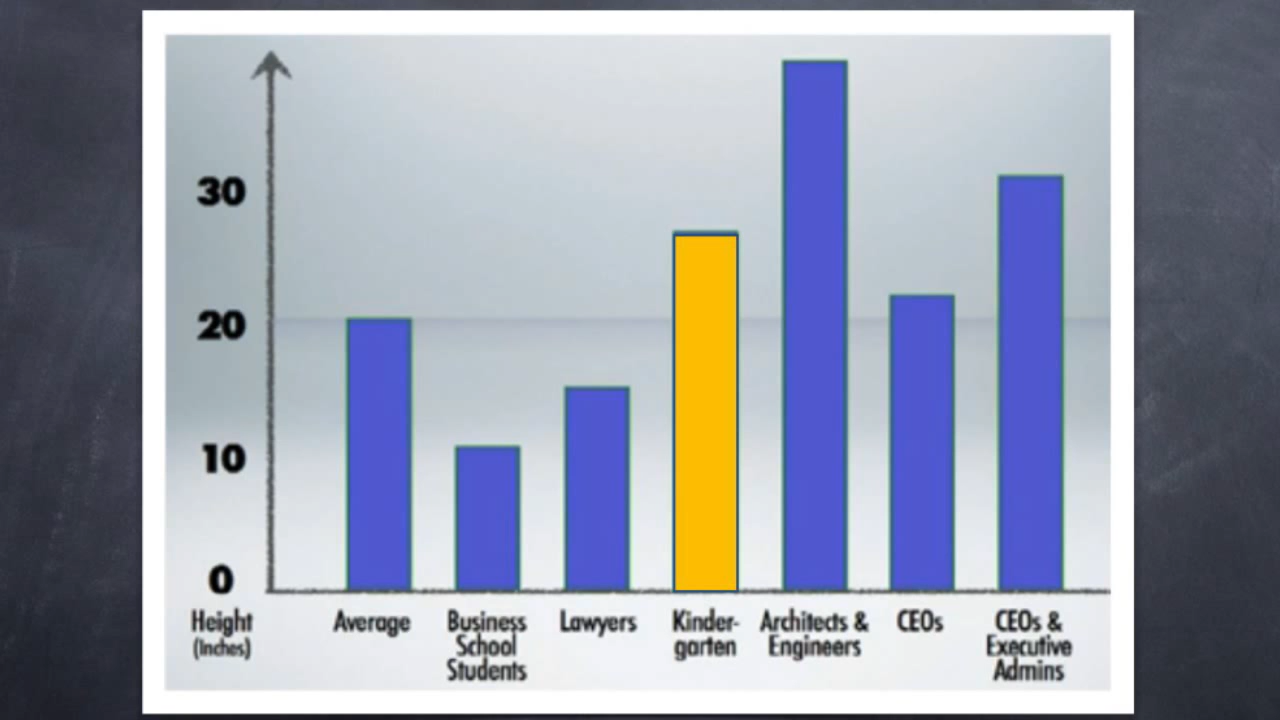 30
20
10
0
Height
(Inches)
Average
Business
School
Students
Lawyers
Kinder-
garten
Architects &
Engineers
CEOs
CEOs &
Executive
Admins